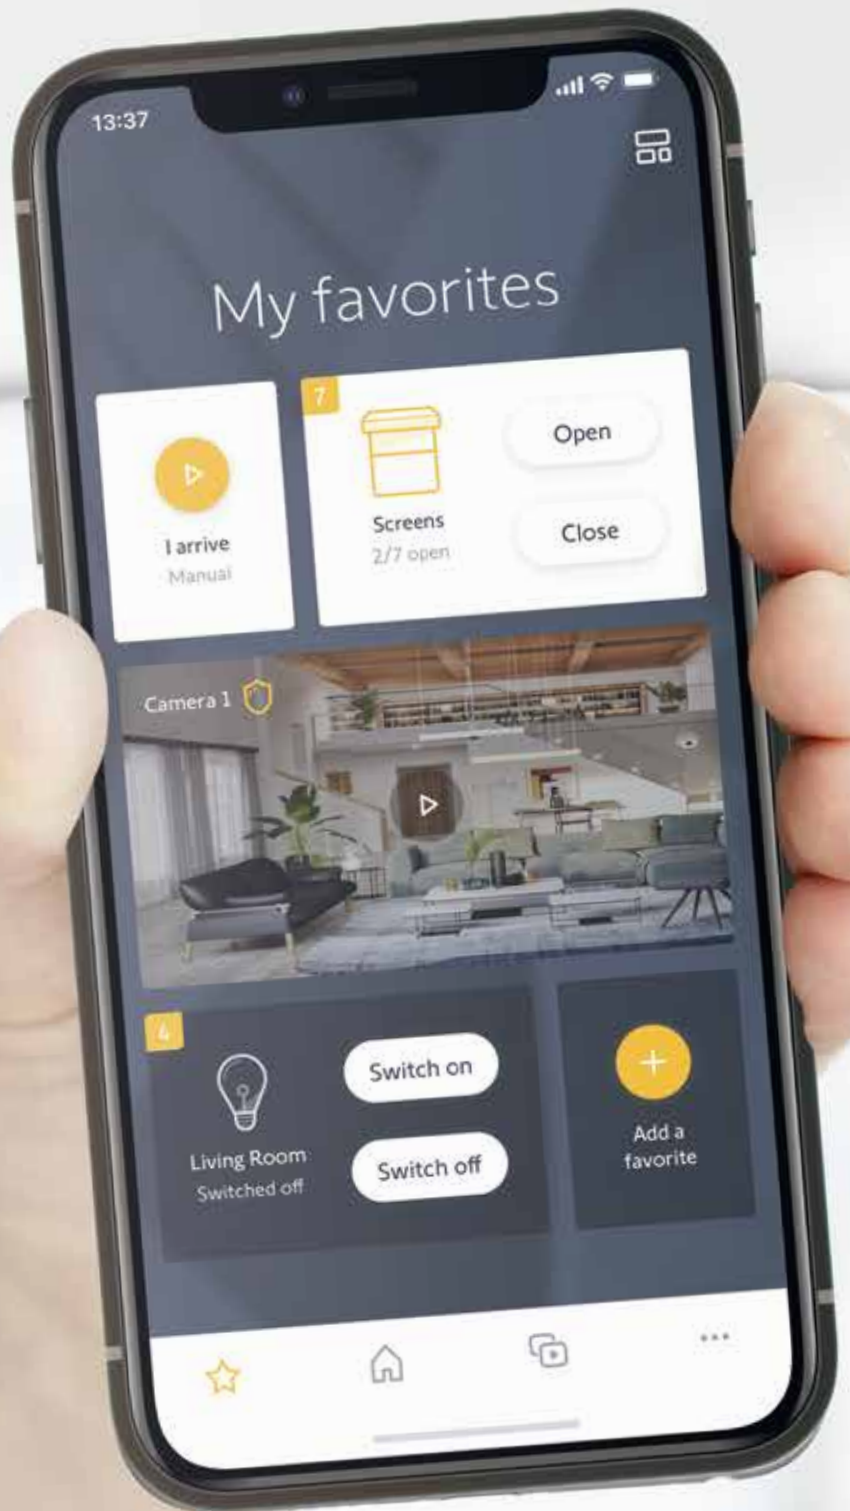 13:37
My favorites
I arrive
Manual
7
Screens
2/7 open
Open
Close
Camera 1
4
Living Room
Switched off
Switch on
Switch off
Add a
favorite